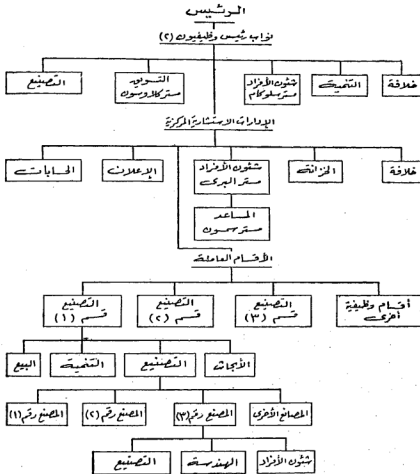 الرئيس
نواب رئيس وظيفيون (٢)
خلافة
التنمية
شئون الأفراد
مستر سلوكام
التسويق
مستر كلاوسون
التصنيع
الإدارات الاستشارية المركزية
خلافة
الخزانة
شئون الأفراد
مستر البرى
الإعلان
الحسابات
المساعد
مستر سمسون
الأقسام العاملة
أقسام وظيفية
أخرى
التصنيع
قسم (٣)
التصنيع
قسم (٢)
التصنيع
قسم (١)
الأبحاث
التصنيع
التنمية
البيع
المصانع الأخرى
المصنع رقم (٣)
المصنع رقم (٢)
المصنع رقم (١)
شئون الأفراد
الهندسة
التصنيع